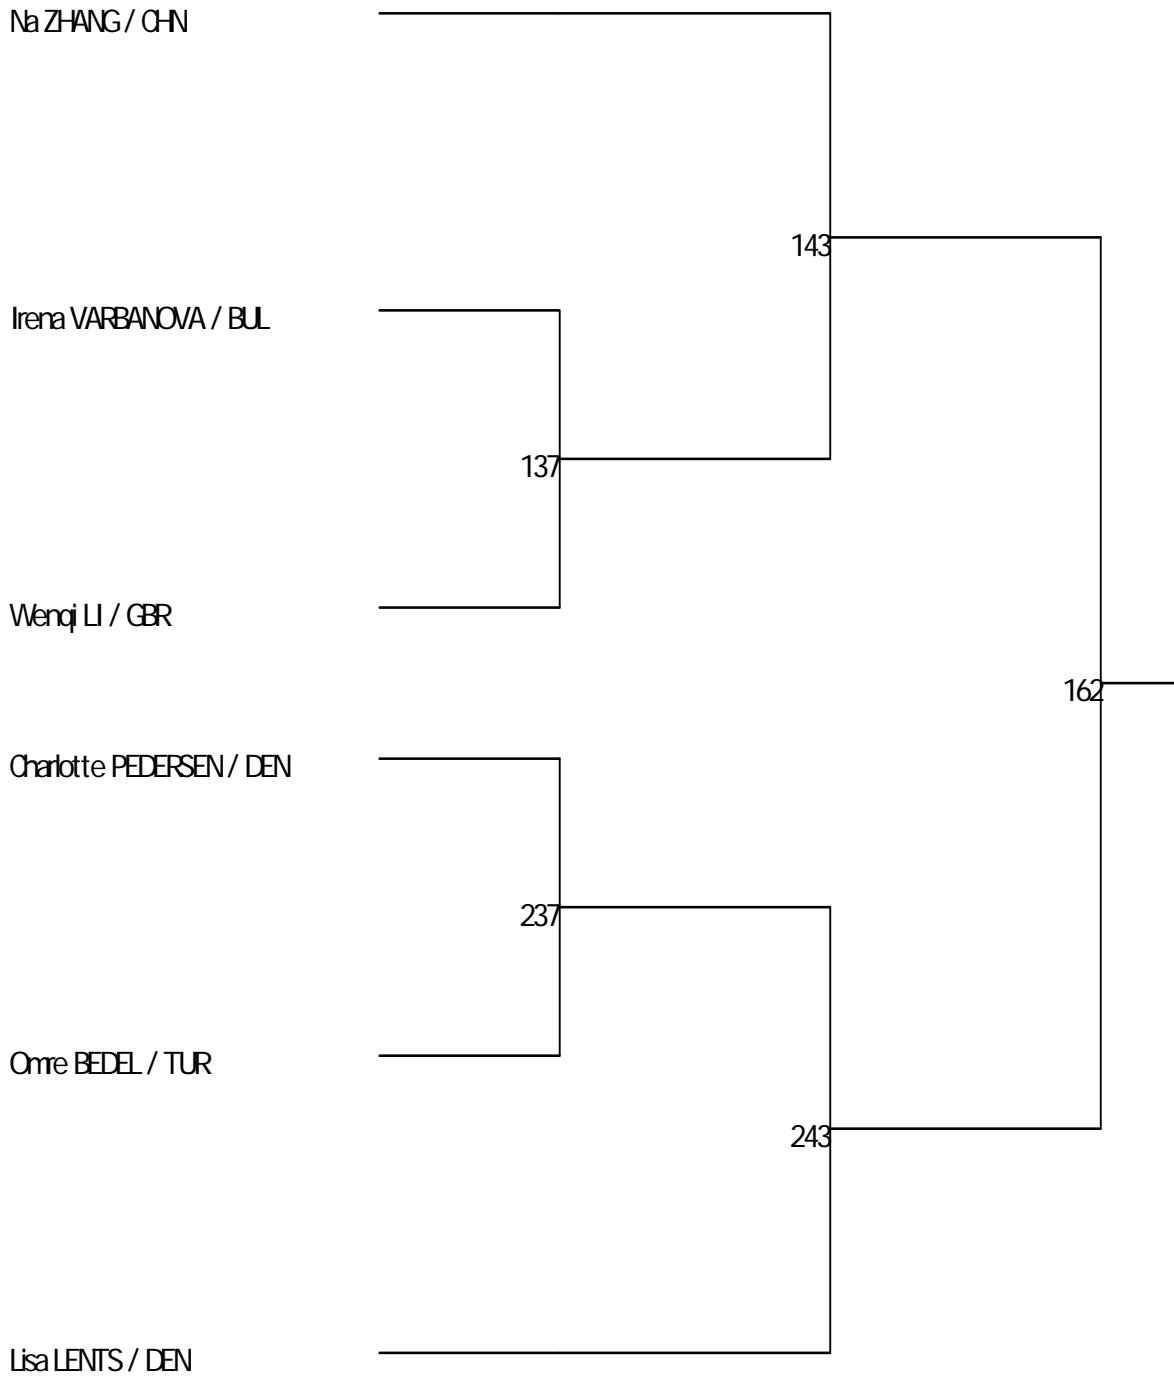 Na ZHANG / CHN
143
Irena VARBANOVA / BUL
137
Wenqi LI / GBR
162
Charlotte PEDERSEN / DEN
237
Omre BEDEL / TUR
243
Lisa LENTS / DEN